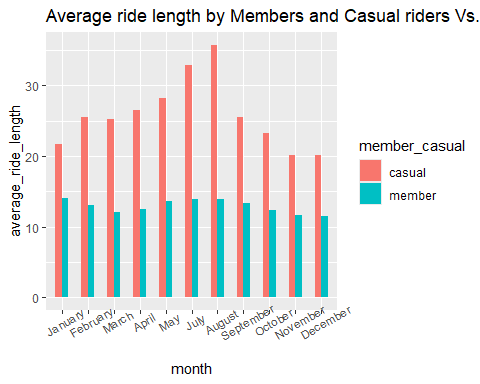 Average ride length by Members and Casual riders Vs.
average_ride_length
30
20
10
0
January
February
March
April
May
July
August
September
October
November
December
month
member_casual
casual
member